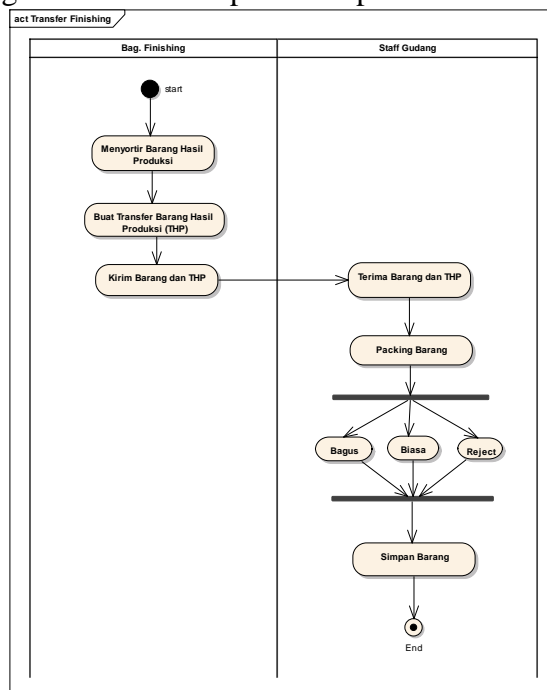 act Transfer Finishing
Bag. Finishing
Staff Gudang
start
Menyortir Barang Hasil
Produksi
Buat Transfer Barang Hasil
Produksi (THP)
Kirim Barang dan THP
Terima Barang dan THP
Packing Barang
Bagus
Biasa
Reject
Simpan Barang
End